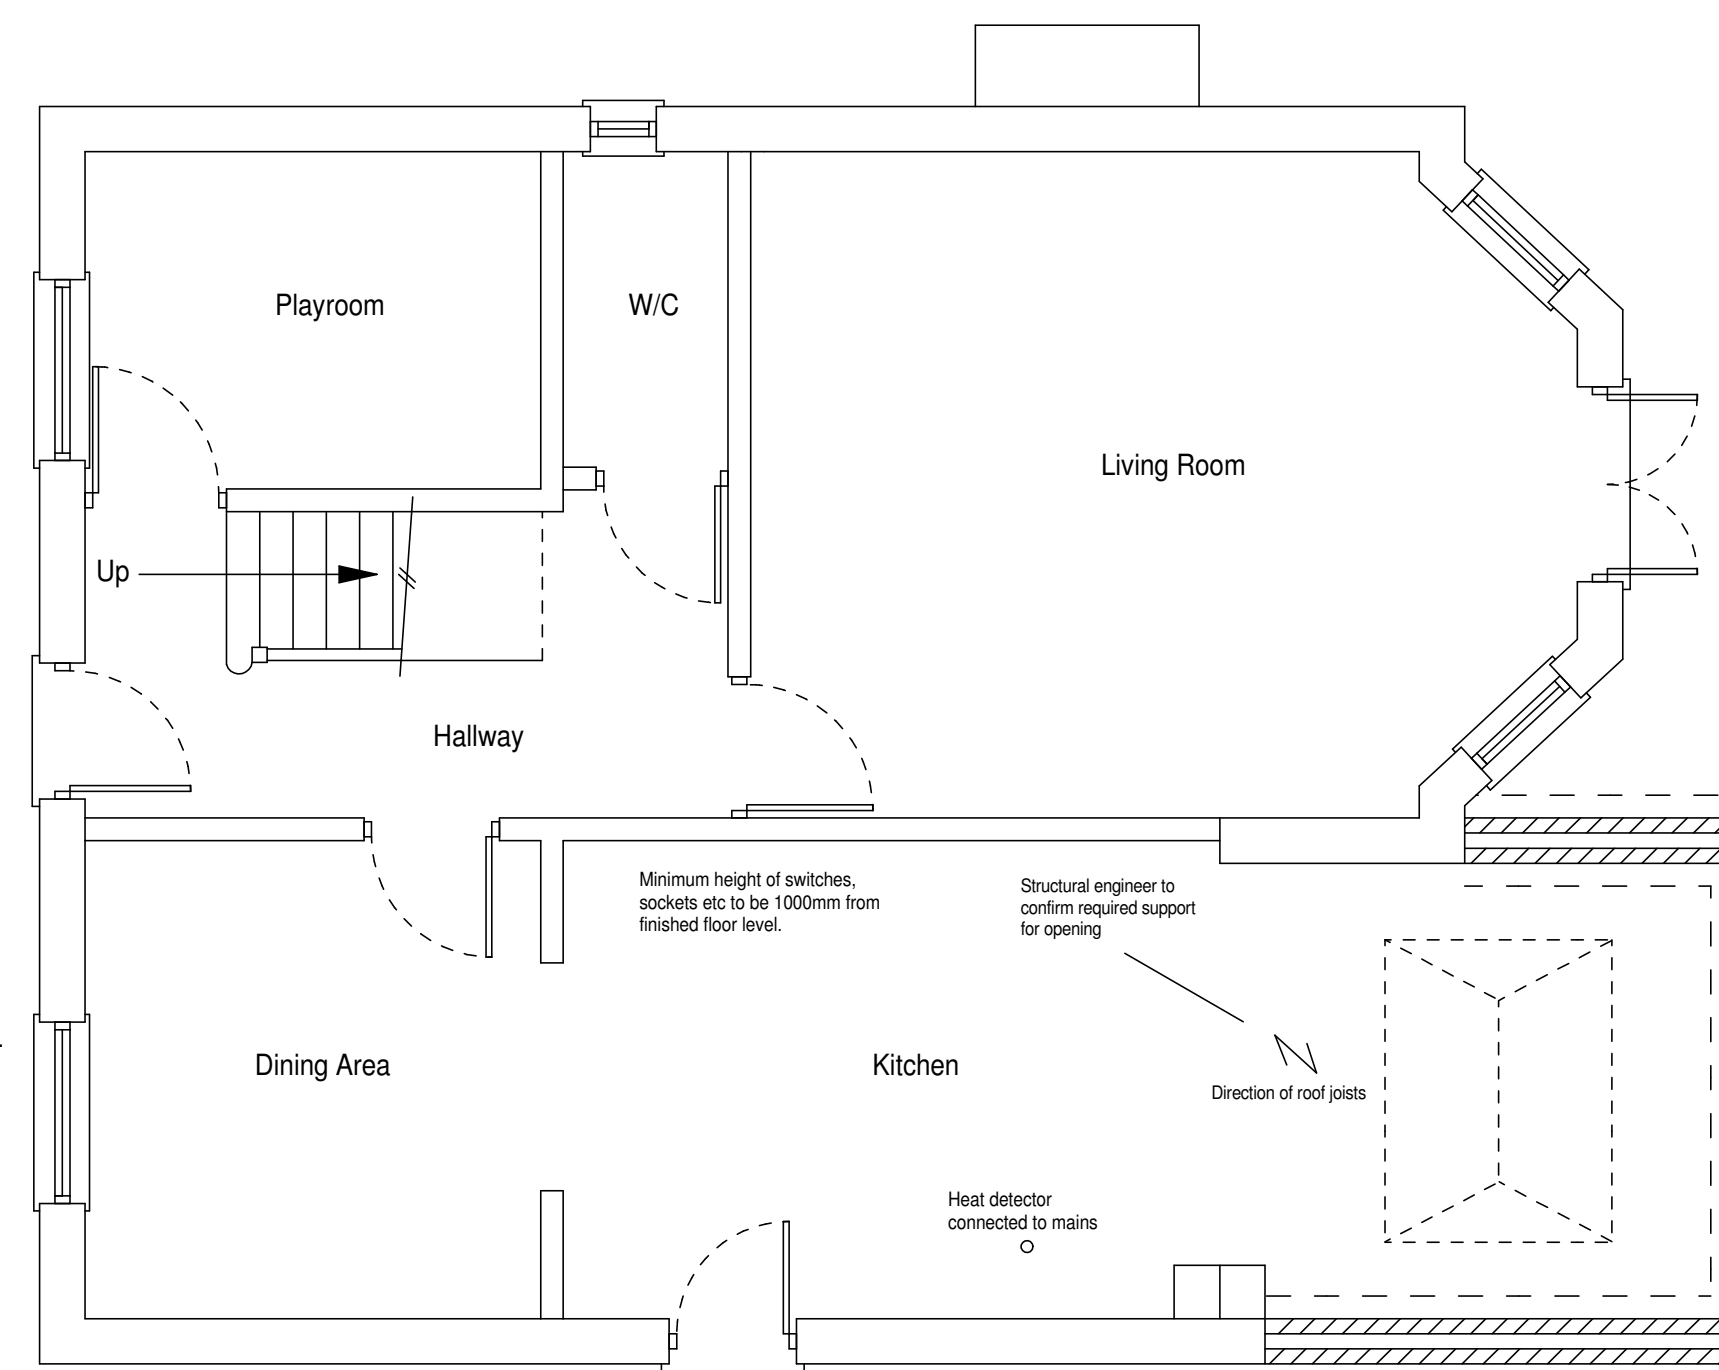 Playroom
W/C
Living Room
Up
Hallway
Minimum height of switches,
sockets etc to be 1000mm from
finished floor level.
Structural engineer to
confirm required support
for opening
Dining Area
Kitchen
Direction of roof joists
Heat detector
connected to mains